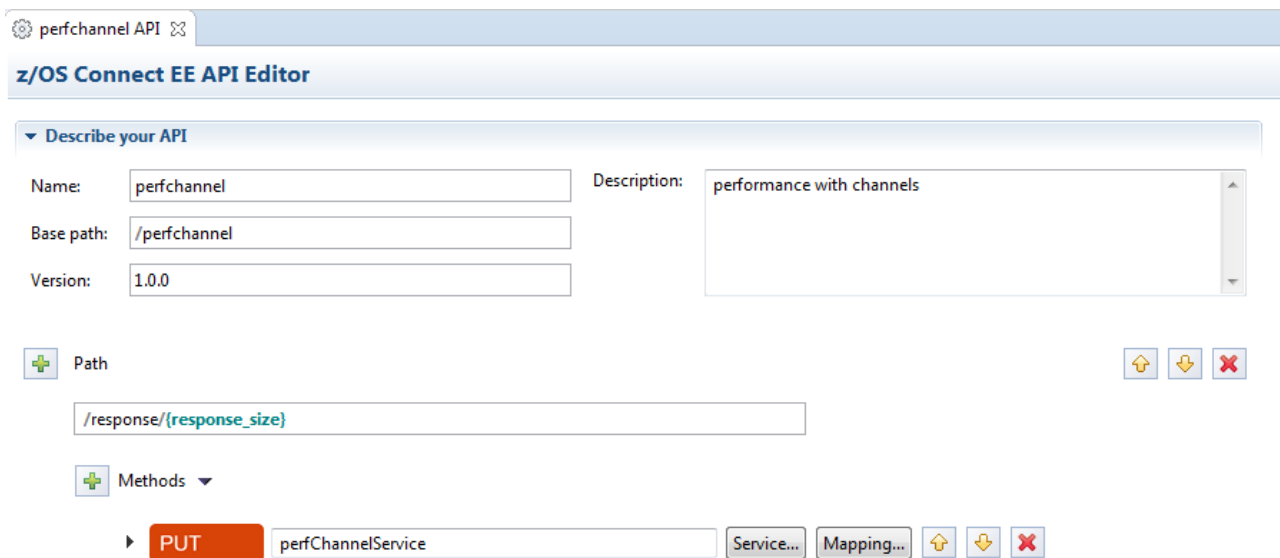 perfchannel API
z/OS Connect EE API Editor
Describe your API
Name: perfchannel
Description: performance with channels
Base path: /perfchannel
Version: 1.0.0
Path
/response/{response_size}
Methods
PUT perfChannelService Service... Mapping...